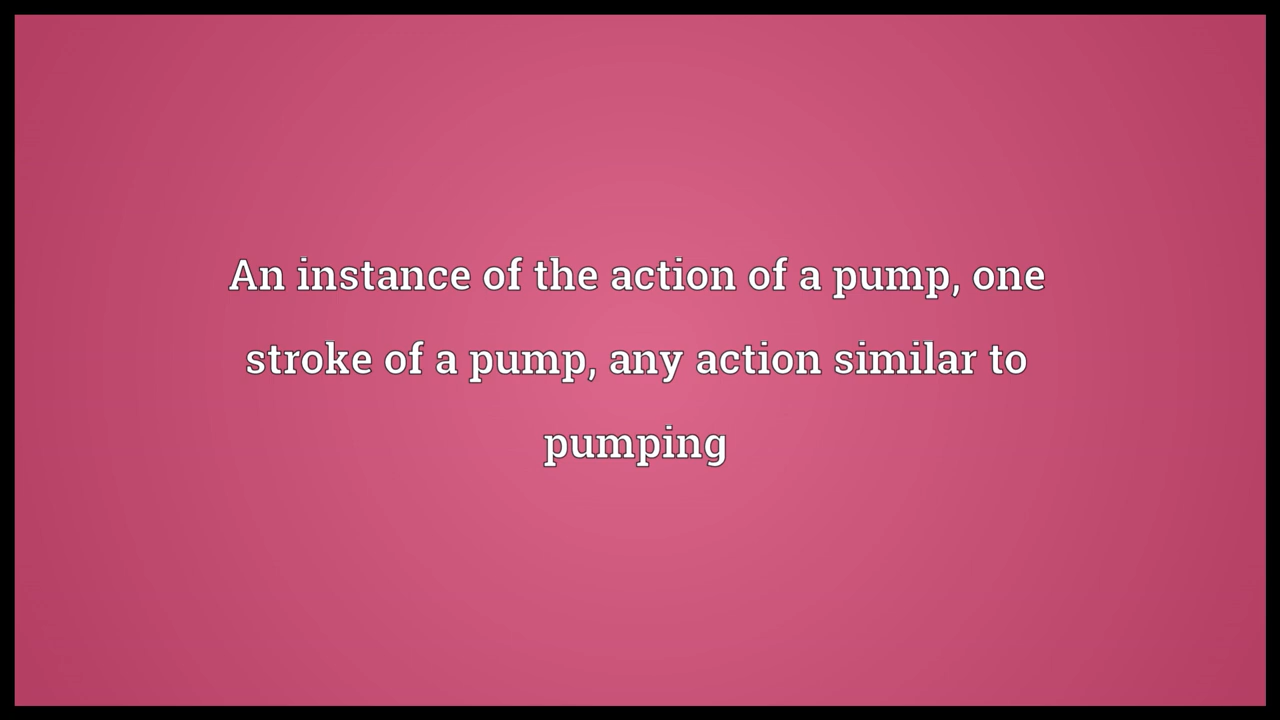 An instance of the action of a pump, one
stroke of a pump, any action similar to
pumping